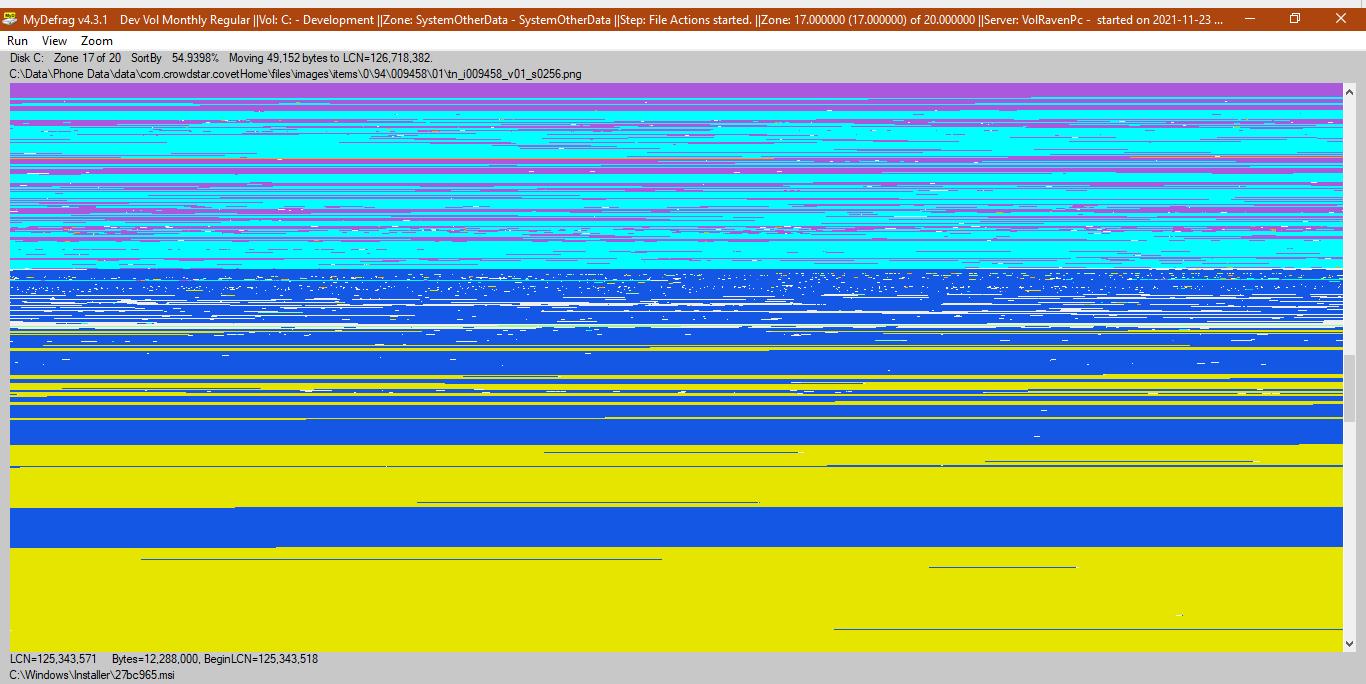 MyDefrag v4.3.1 Dev Vol Monthly Regular ||Vol: C: - Development ||Zone: SystemOtherData - SystemOtherData ||Step: File Actions started. ||Zone: 17.000000 (17.000000) of 20.000000 ||Server: VolRavenPc - started on 2021-11-23 ...
Run View Zoom
Disk C: Zone 17 of 20 SortBy 54.9398% Moving 49,152 bytes to LCN=126,718,382.
C:\Data\Phone Data\data\com.crowdstar.covetHome\files\images\items\0\94\009458\01\tn_i009458_v01_s0256.png
LCN=125,343,571 Bytes=12,288,000, BeginLCN=125,343,518
C:\Windows\Installer\27bc965.msi